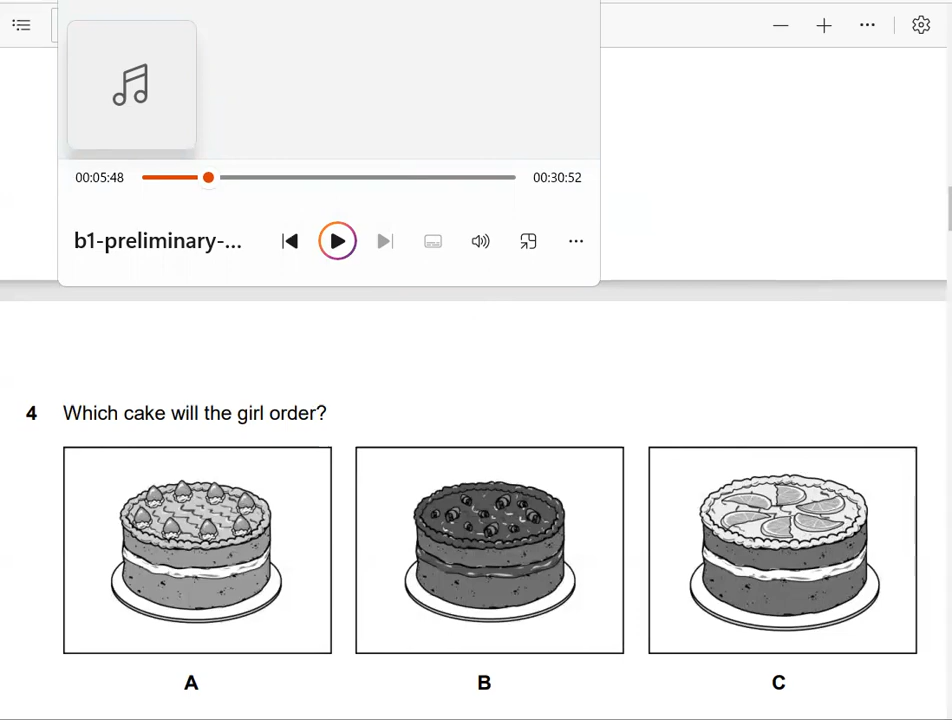 00:05:48
00:30:52
b1-preliminary-...
4 Which cake will the girl order?
A
B
C